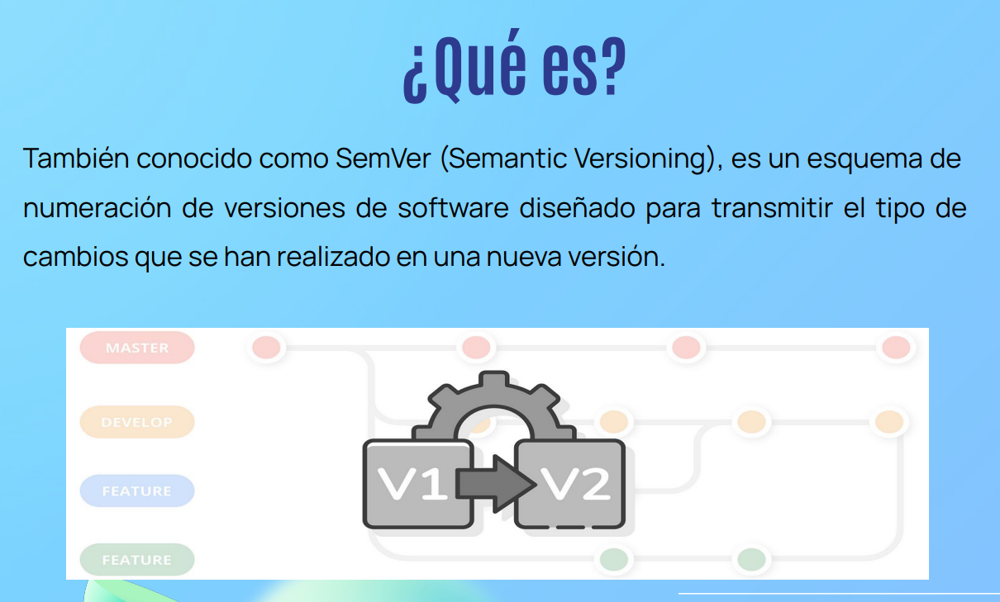 ¿Qué es?
También conocido como SemVer (Semantic Versioning), es un esquema de
numeración de versiones de software diseñado para transmitir el tipo de
cambios que se han realizado en una nueva versión.
MASTER
DEVELOP
V1
V2
FEATURE
FEATURE